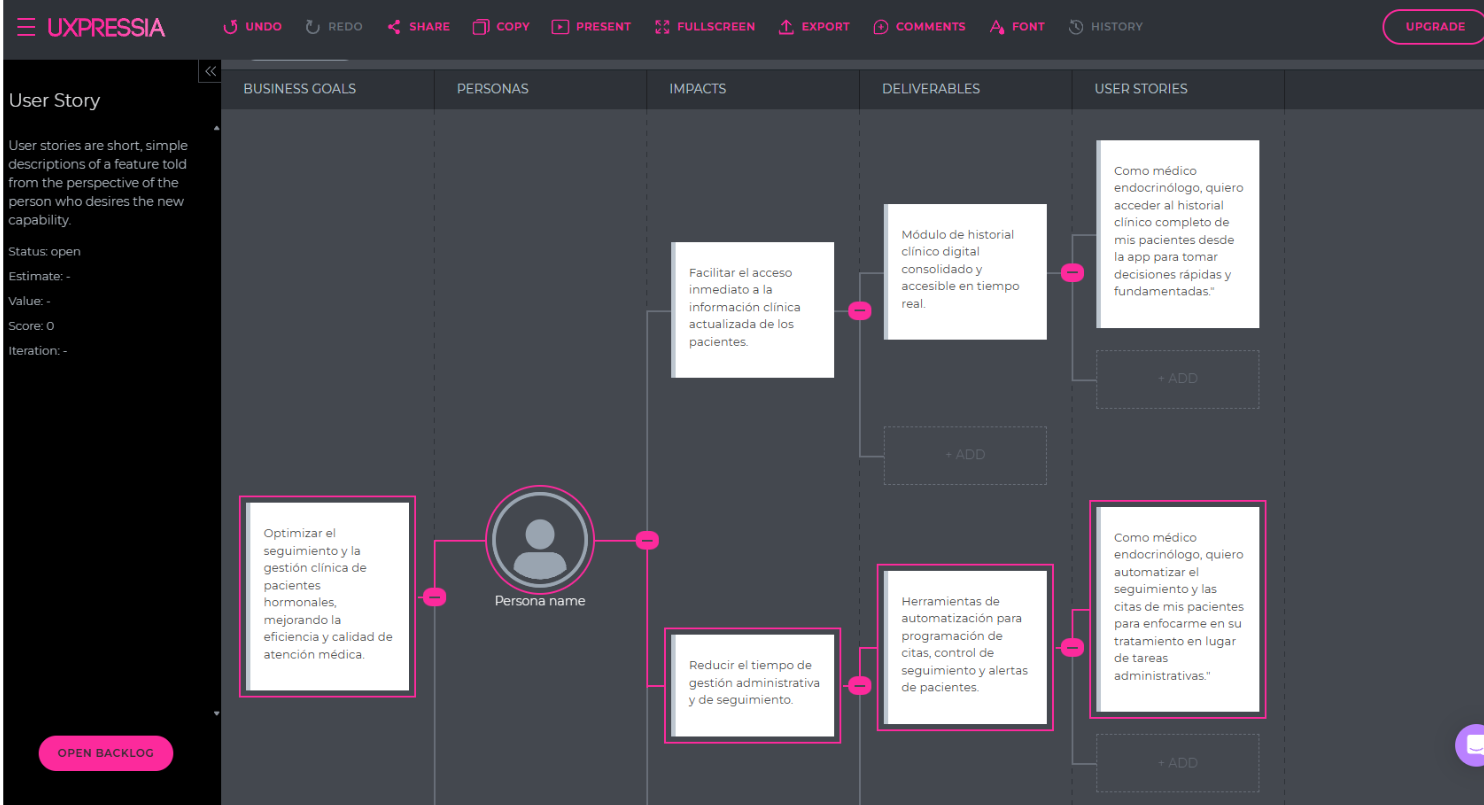 UXPRESSIA
UNDO
REDO
SHARE
COPY
PRESENT
FULLSCREEN
EXPORT
COMMENTS
FONT
HISTORY
UPGRADE
User Story
User stories are short, simple
descriptions of a feature told
from the perspective of the
person who desires the new
capability.
Status: open
Estimate: -
Value: -
Score: 0
Iteration: -
OPEN BACKLOG
BUSINESS GOALS
PERSONAS
IMPACTS
DELIVERABLES
USER STORIES
Optimizar el
seguimiento y la
gestión clínica de
pacientes
hormonales,
mejorando la
eficiencia y calidad de
atención médica.
Persona name
Facilitar el acceso
inmediato a la
información clínica
actualizada de los
pacientes.
Módulo de historial
clínico digital
consolidado y
accesible en tiempo
real.
Como médico
endocrinólogo, quiero
acceder al historial
clínico completo de
mis pacientes desde
la app para tomar
decisiones rápidas y
fundamentadas."
+ ADD
+ ADD
Reducir el tiempo de
gestión administrativa
y de seguimiento.
Herramientas de
automatización para
programación de
citas, control de
seguimiento y alertas
de pacientes.
Como médico
endocrinólogo, quiero
automatizar el
seguimiento y las
citas de mis pacientes
para enfocarme en su
tratamiento en lugar
de tareas
administrativas."
+ ADD